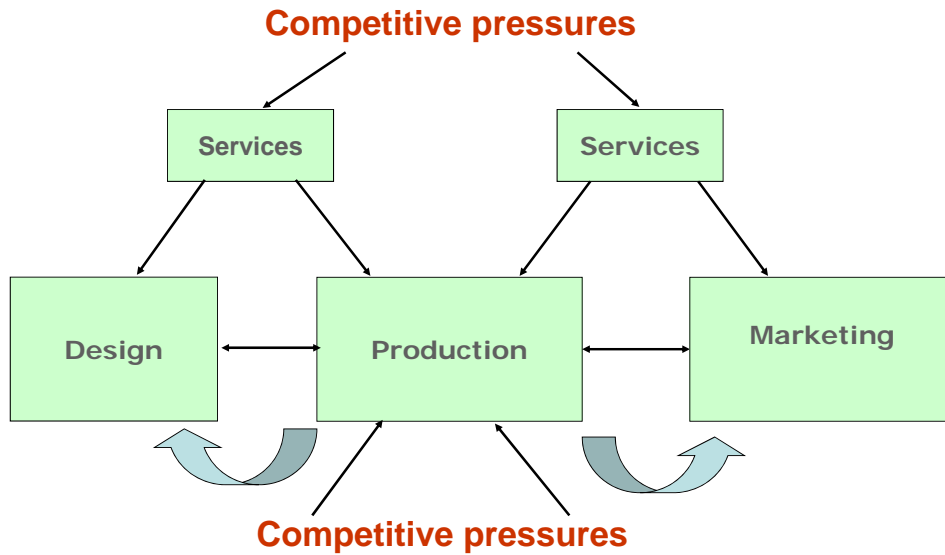 Competitive pressures
Services
Services
Design
Production
Marketing
Competitive pressures